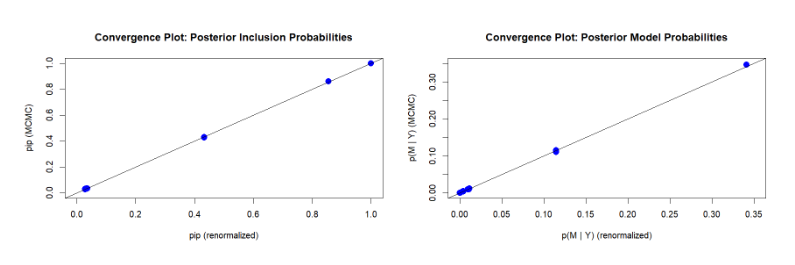 Convergence Plot: Posterior Inclusion Probabilities
pip (MCMC)
0.0 0.2 0.4 0.6 0.8 1.0
0.0 0.2 0.4 0.6 0.8 1.0
pip (renormalized)
Convergence Plot: Posterior Model Probabilities
p(M | Y) (MCMC)
0.00 0.10 0.20 0.30
0.00 0.05 0.10 0.15 0.20 0.25 0.30 0.35
p(M | Y) (renormalized)